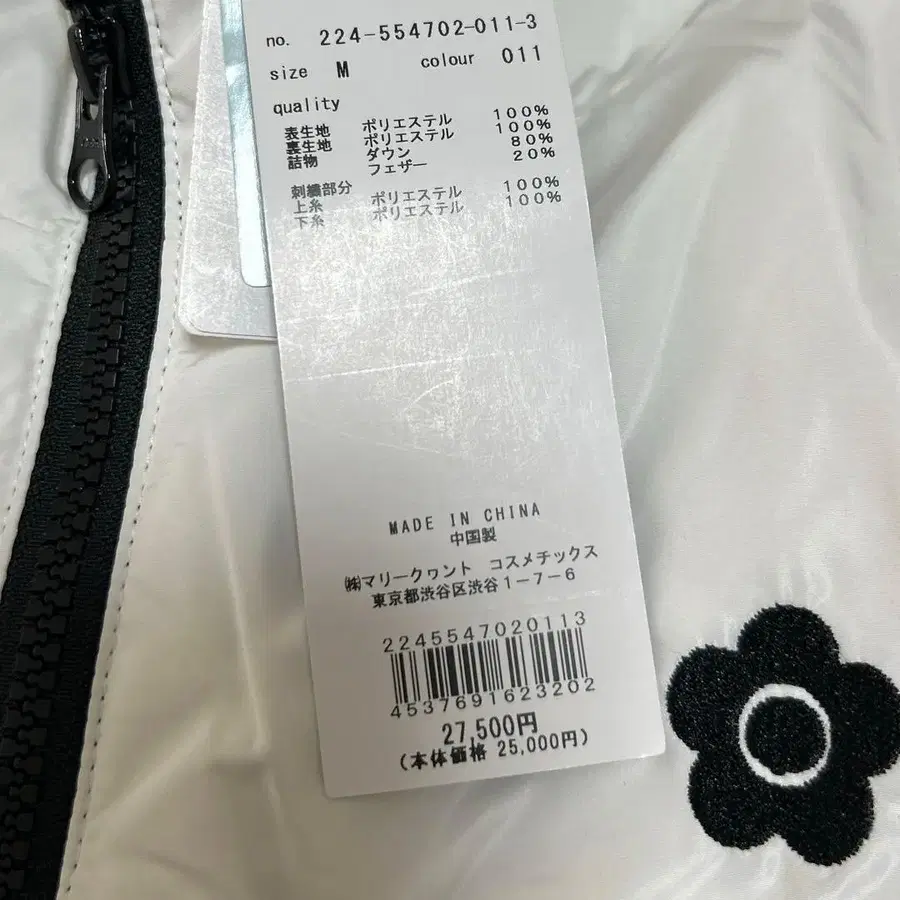 no. 224-554702-011-3
size M colour 011
quality
表生地 ポリエステル 100%
裏生地 ポリエステル 100%
詰物 ダウン 80%
フェザー 20%
刺繍部分
上糸 ポリエステル 100%
下糸 ポリエステル 100%
MADE IN CHINA
中国製
㈱マリークヮント コスメチックス
東京都渋谷区渋谷1-7-6
2245547020113
4537691623202
27,500円
(本体価格 25,000円)